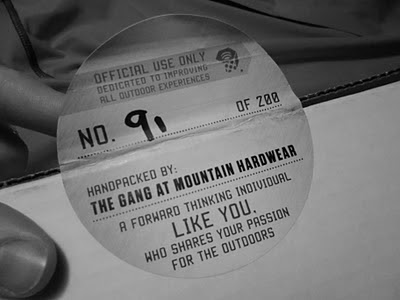 OFFICIAL USE ONLY
DEDICATED TO IMPROVING
ALL OUTDOOR EXPERIENCES
NO. 91 OF 200
HANDPACKED BY:
THE GANG AT MOUNTAIN HARDWEAR
A FORWARD THINKING INDIVIDUAL
LIKE YOU.
WHO SHARES YOUR PASSION
FOR THE OUTDOORS